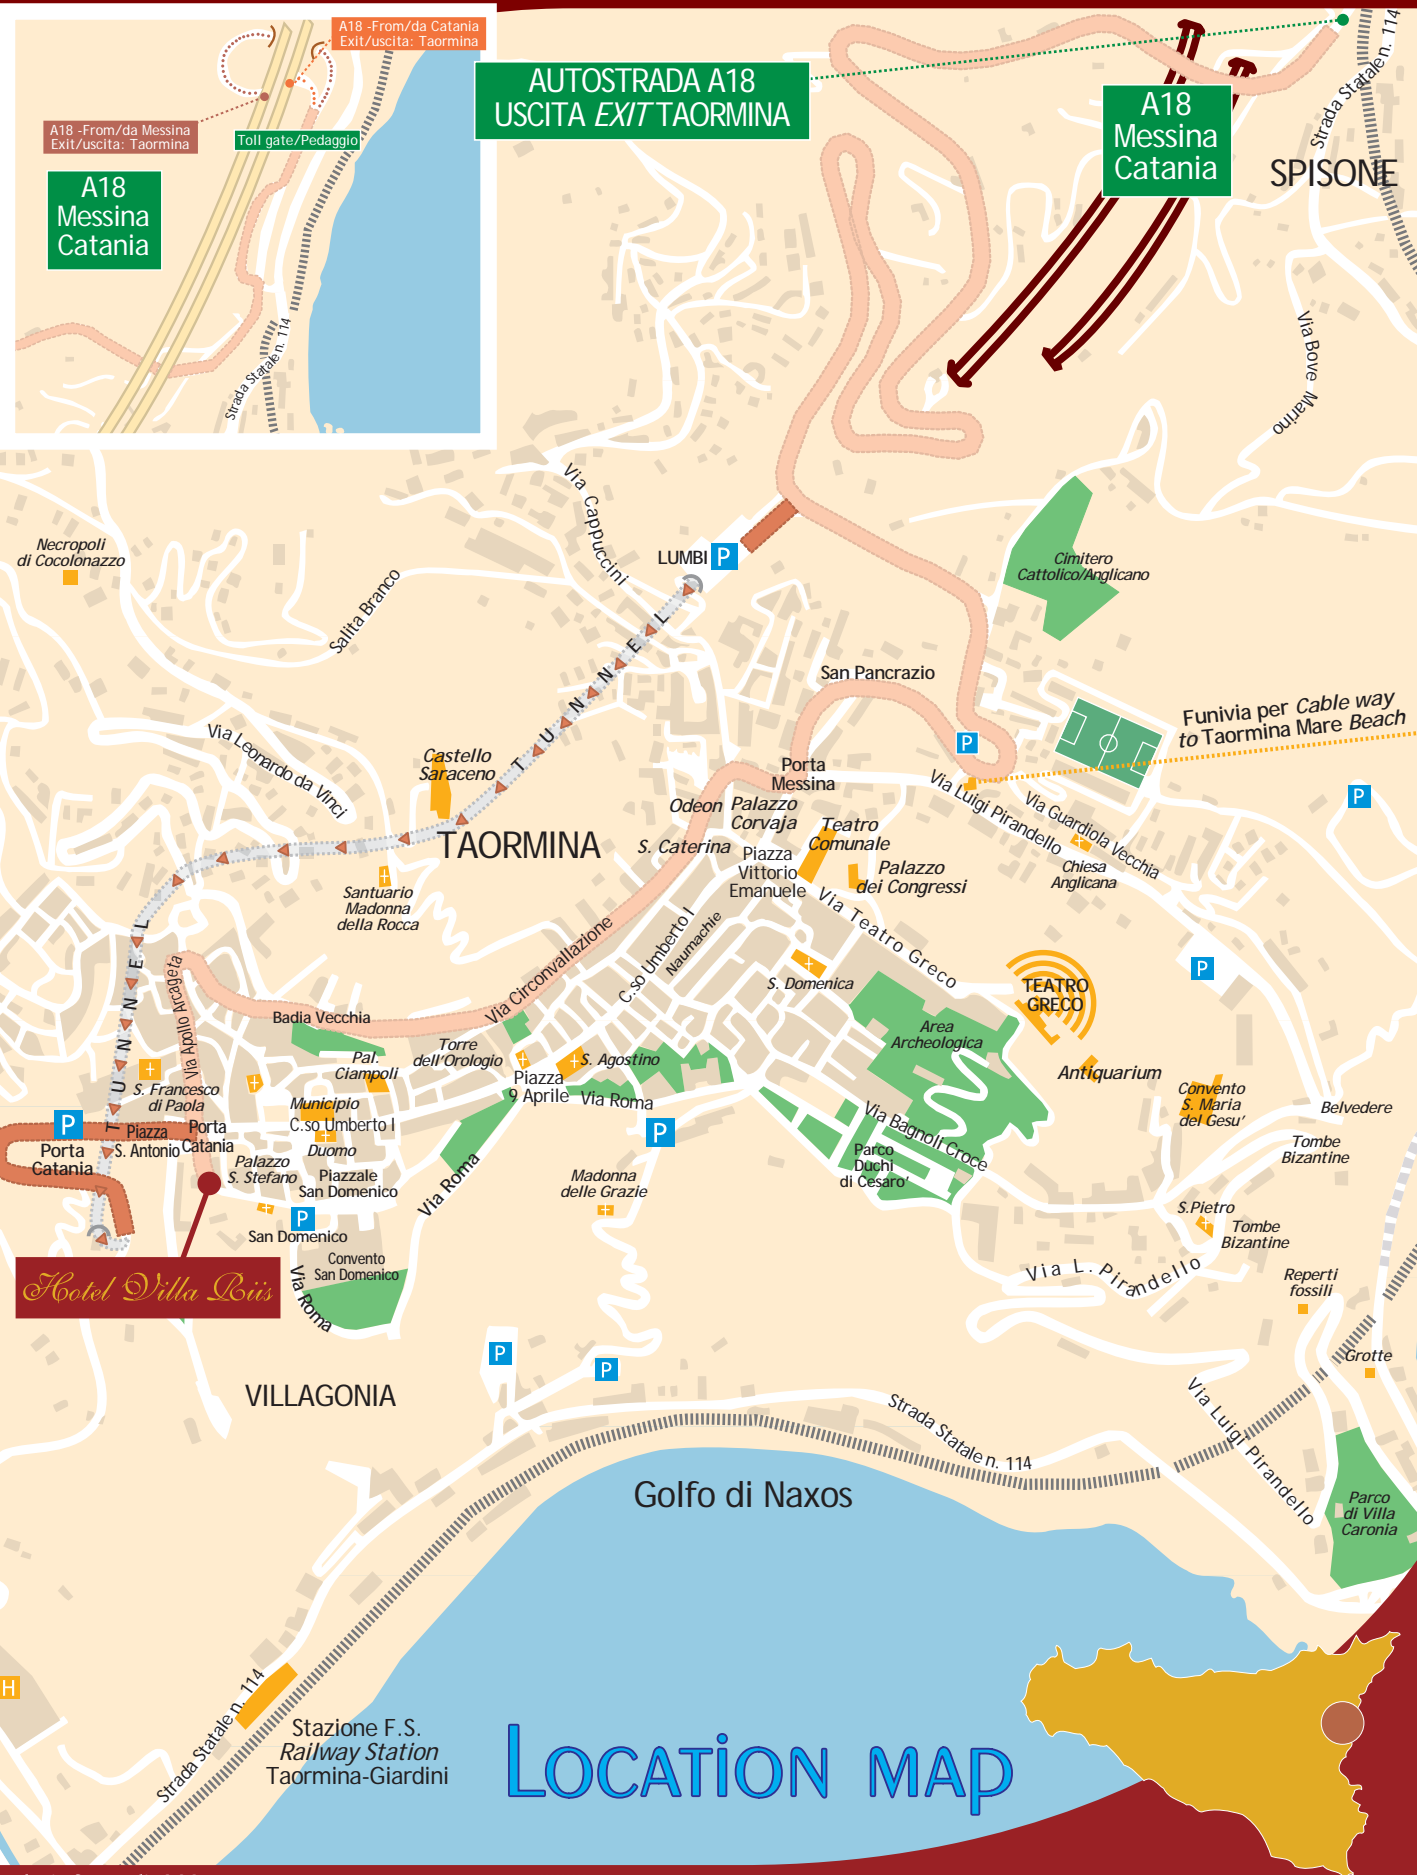 A18 -From/da Catania
Exit/uscita: Taormina
A18 -From/da Messina
Exit/uscita: Taormina
Toll gate/Pedaggio
A18
Messina
Catania
Strada Statale n. 114
AUTOSTRADA A18
USCITA EXIT TAORMINA
A18
Messina
Catania
Strada Statale n. 114
SPISONE
Via Bove Marino
Via Cappuccini
Necropoli
di Cocolonazzo
LUMBI P
Cimitero
Cattolico/Anglicano
Salita Branco
TUNNEL
San Pancrazio
Funivia per Cable way
to Taormina Mare Beach
P
P
Via Leonardo da Vinci
Castello
Saraceno
Porta
Messina
Via Luigi Pirandello
Via Guardiola Vecchia
Chiesa
Anglicana
TAORMINA
Odeon
Palazzo
Corvaja
S. Caterina
Teatro
Comunale
Piazza
Vittorio
Emanuele
Palazzo
dei Congressi
Santuario
Madonna
della Rocca
Via Teatro Greco
C.so Umberto I
Naumachie
Via Circonvallazione
S. Domenica
P
TEATRO
GRECO
TUNNEL
Via Apollo Arcageta
Badia Vecchia
Area
Archeologica
Torre
dell'Orologio
Pal.
Ciampoli
S. Agostino
Antiquarium
Piazza
9 Aprile
Via Roma
S. Francesco
di Paola
Municipio
C.so Umberto I
Convento
S. Maria
del Gesu'
Belvedere
P
Porta
Catania
Piazza
S. Antonio
Porta
Catania
Duomo
P
Via Bagnoli Croce
Tombe
Bizantine
Palazzo
S. Stefano
Piazzale
San Domenico
Via Roma
Madonna
delle Grazie
Parco
Duchi
di Cesaro'
P
San Domenico
S.Pietro
Tombe
Bizantine
Convento
San Domenico
Via L. Pirandello
Reperti
fossili
Hotel Villa Riis
Via Roma
P
P
Grotte
VILLAGONIA
Strada Statale n. 114
Via Luigi Pirandello
Golfo di Naxos
Parco
di Villa
Caronia
H
Strada Statale n. 114
Stazione F.S.
Railway Station
Taormina-Giardini
LOCATiON MAP